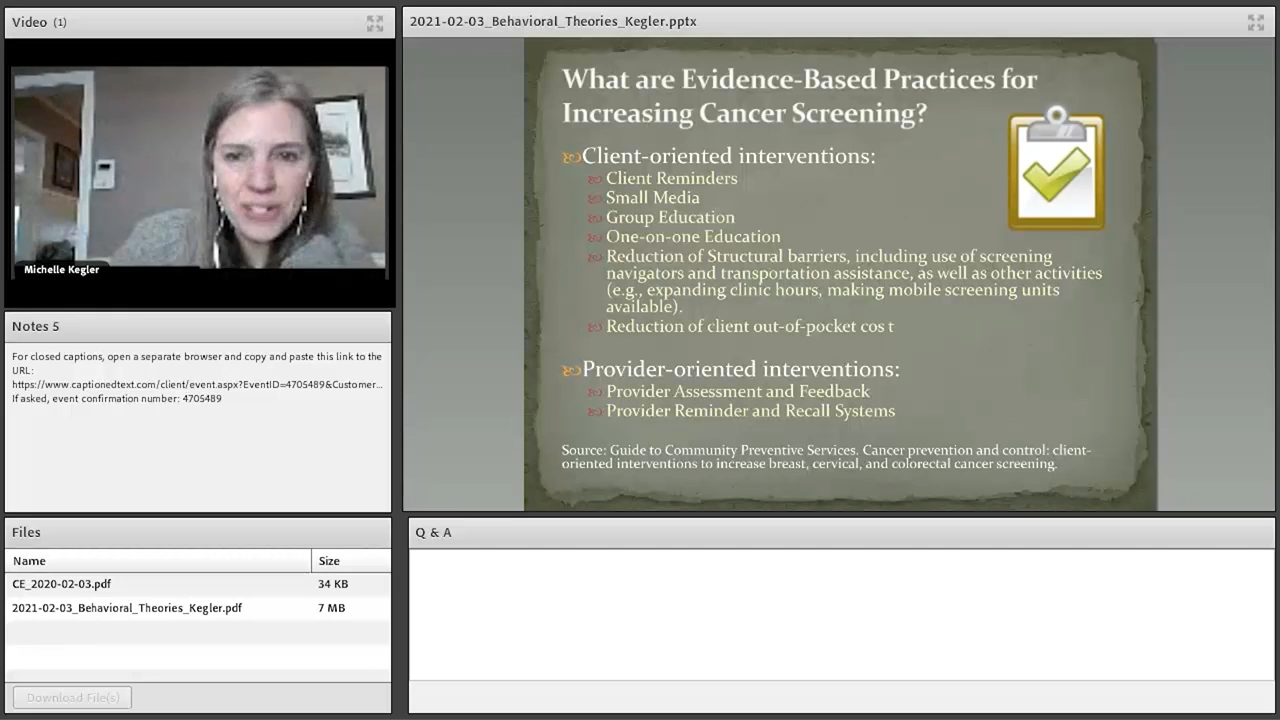 Video (1)
Michelle Kegler
Notes 5
For closed captions, open a separate browser and copy and paste this link to the
URL:
https://www.captionedtext.com/client/event.aspx?EventID=4705489&Customer...
If asked, event confirmation number: 4705489
Files
Name Size
CE_2020-02-03.pdf 34 KB
2021-02-03_Behavioral_Theories_Kegler.pdf 7 MB
Download File(s)
2021-02-03_Behavioral_Theories_Kegler.pptx
What are Evidence-Based Practices for
Increasing Cancer Screening?
Client-oriented interventions:
Client Reminders
Small Media
Group Education
One-on-one Education
Reduction of Structural barriers, including use of screening
navigators and transportation assistance, as well as other activities
(e.g., expanding clinic hours, making mobile screening units
available).
Reduction of client out-of-pocket cos t
Provider-oriented interventions:
Provider Assessment and Feedback
Provider Reminder and Recall Systems
Source: Guide to Community Preventive Services. Cancer prevention and control: client-
oriented interventions to increase breast, cervical, and colorectal cancer screening.
Q & A